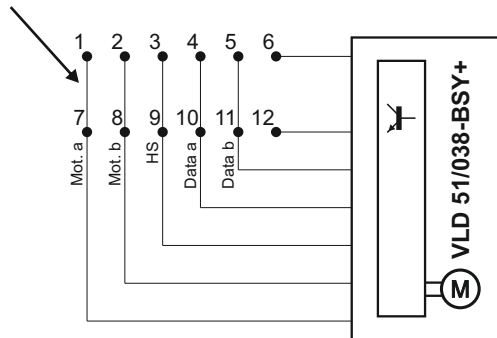 1 2 3 4 5 6
7 8 9 10 11 12
Mot. a
Mot. b
HS
Data a
Data b
VLD 51/038-BSY+
M